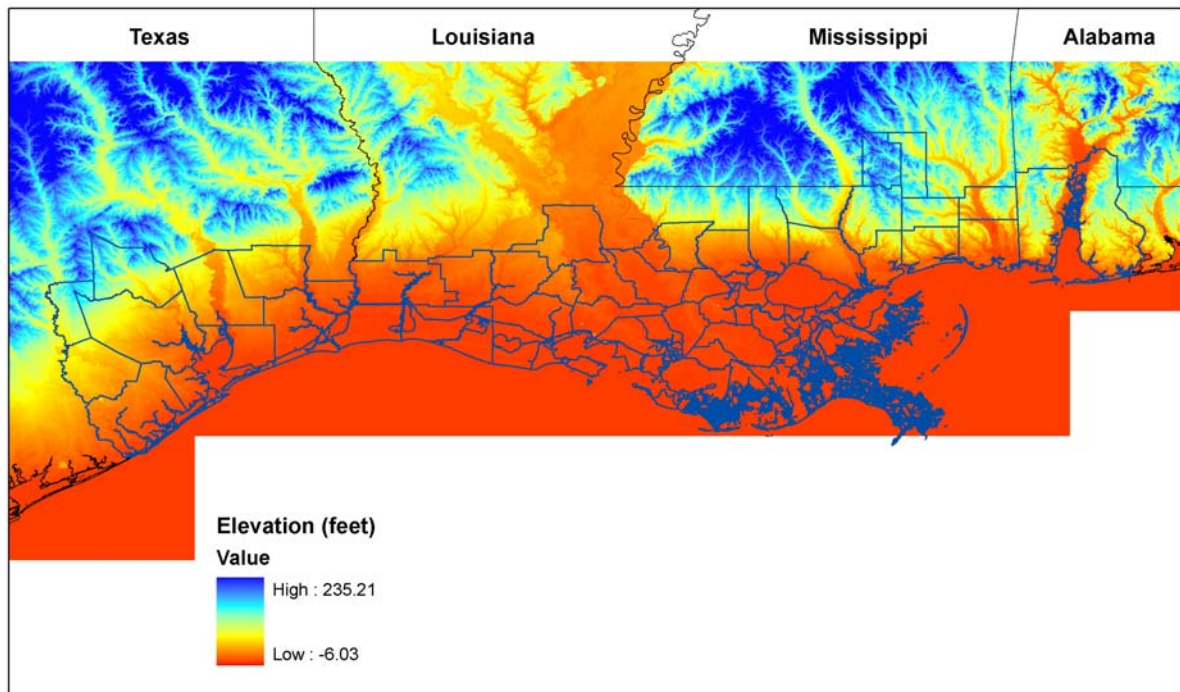 Texas
Louisiana
Mississippi
Alabama
Elevation (feet)
Value
High : 235.21
Low : -6.03